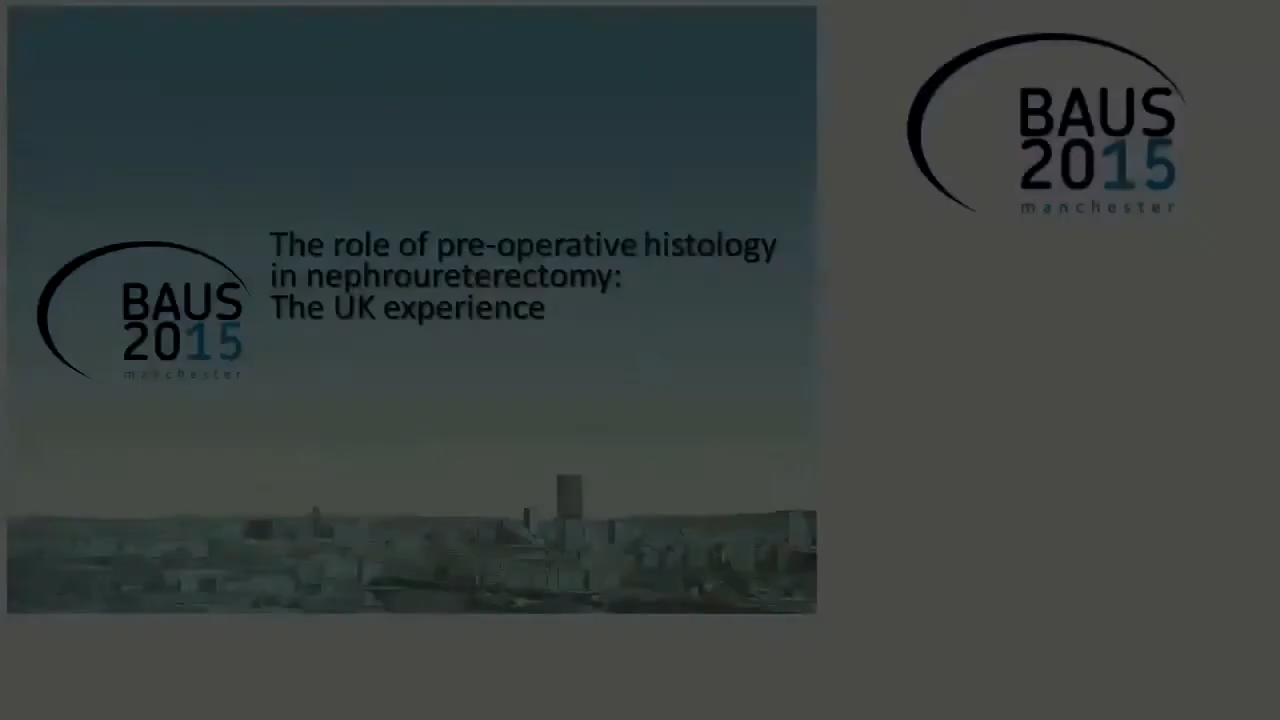 BAUS
2015
manchester
The role of pre-operative histology
in nephroureterectomy:
The UK experience
BAUS
2015
manchester